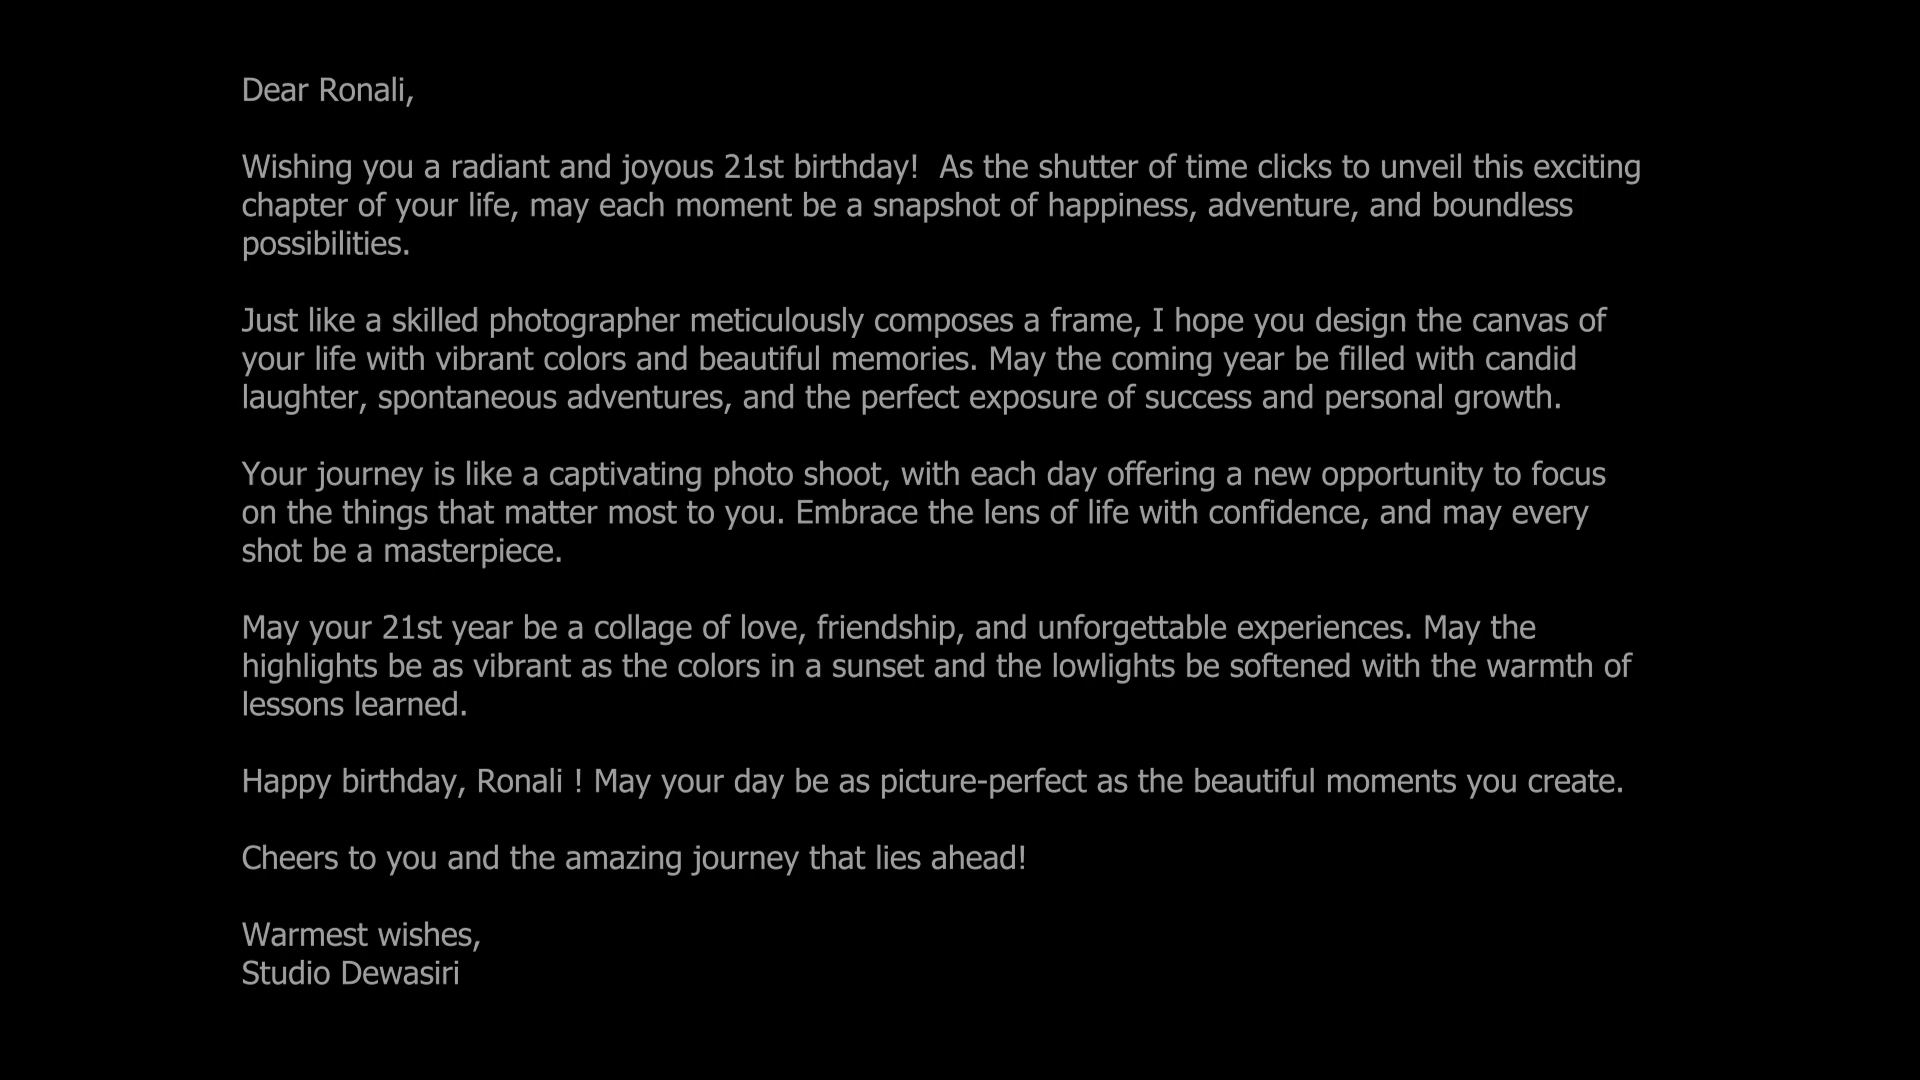 Dear Ronali,
Wishing you a radiant and joyous 21st birthday!  As the shutter of time clicks to unveil this exciting
chapter of your life, may each moment be a snapshot of happiness, adventure, and boundless
possibilities.
Just like a skilled photographer meticulously composes a frame, I hope you design the canvas of
your life with vibrant colors and beautiful memories. May the coming year be filled with candid
laughter, spontaneous adventures, and the perfect exposure of success and personal growth.
Your journey is like a captivating photo shoot, with each day offering a new opportunity to focus
on the things that matter most to you. Embrace the lens of life with confidence, and may every
shot be a masterpiece.
May your 21st year be a collage of love, friendship, and unforgettable experiences. May the
highlights be as vibrant as the colors in a sunset and the lowlights be softened with the warmth of
lessons learned.
Happy birthday, Ronali ! May your day be as picture-perfect as the beautiful moments you create.
Cheers to you and the amazing journey that lies ahead!
Warmest wishes,
Studio Dewasiri